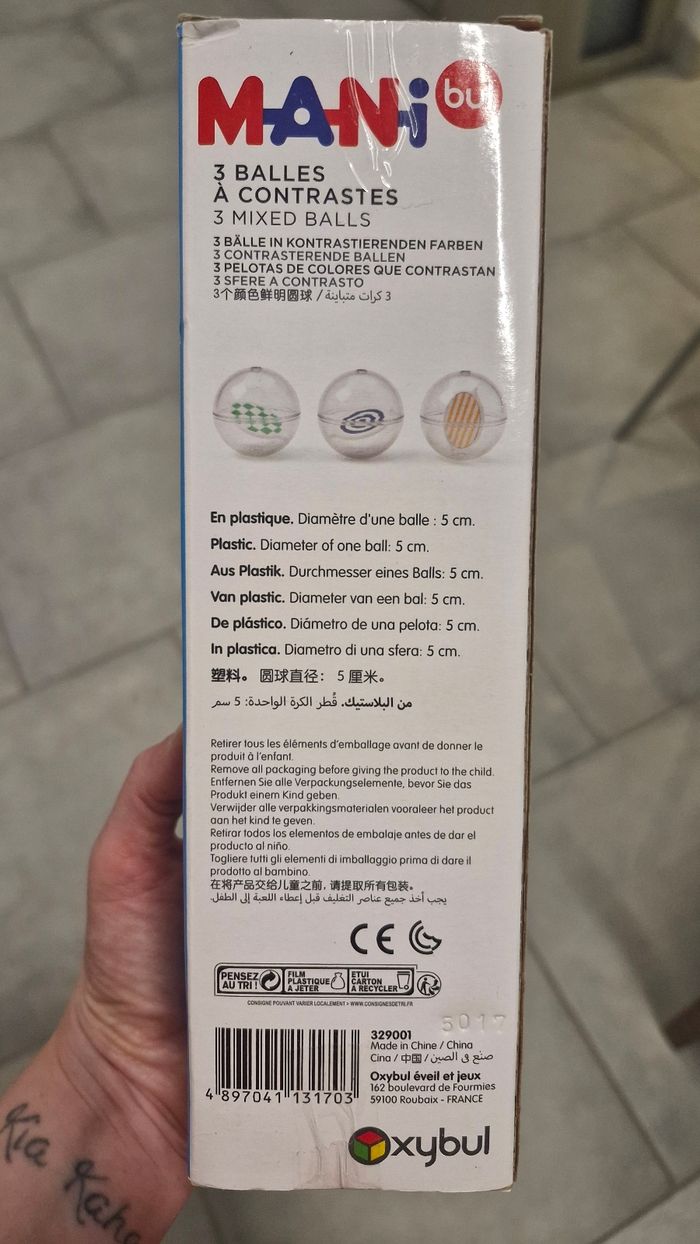 MANi bul
3 BALLES
À CONTRASTES
3 MIXED BALLS
3 BÄLLE IN KONTRASTIERENDEN FARBEN
3 CONTRASTERENDE BALLEN
3 PELOTAS DE COLORES QUE CONTRASTAN
3 SFERE A CONTRASTO
3个颜色鲜明圆球 / 3 كرات متباينة
En plastique. Diamètre d'une balle : 5 cm.
Plastic. Diameter of one ball: 5 cm.
Aus Plastik. Durchmesser eines Balls: 5 cm.
Van plastic. Diameter van een bal: 5 cm.
De plástico. Diámetro de una pelota: 5 cm.
In plastica. Diametro di una sfera: 5 cm.
塑料。 圆球直径： 5 厘米。
من البلاستيك. قُطر الكرة الواحدة: 5 سم
Retirer tous les éléments d'emballage avant de donner le
produit à l'enfant.
Remove all packaging before giving the product to the child.
Entfernen Sie alle Verpackungselemente, bevor Sie das
Produkt einem Kind geben.
Verwijder alle verpakkingsmaterialen vooraleer het product
aan het kind te geven.
Retirar todos los elementos de embalaje antes de dar el
producto al niño.
Togliere tutti gli elementi di imballaggio prima di dare il
prodotto al bambino.
在将产品交给儿童之前, 请提取所有包装。
يجب أخذ جميع عناصر التغليف قبل إعطاء اللعبة إلى الطفل.
CE
PENSEZ
AU TRI !
FILM
PLASTIQUE
À JETER
ETUI
CARTON
À RECYCLER
CONSIGNE POUVANT VARIER LOCALEMENT > WWW.CONSIGNESDETRI.FR
5017
329001
Made in Chine / China
Cina / 中国 / صنع في الصين
Oxybul éveil et jeux
162 boulevard de Fourmies
59100 Roubaix - FRANCE
4 897041 131703
Oxybul
Kia Kaha